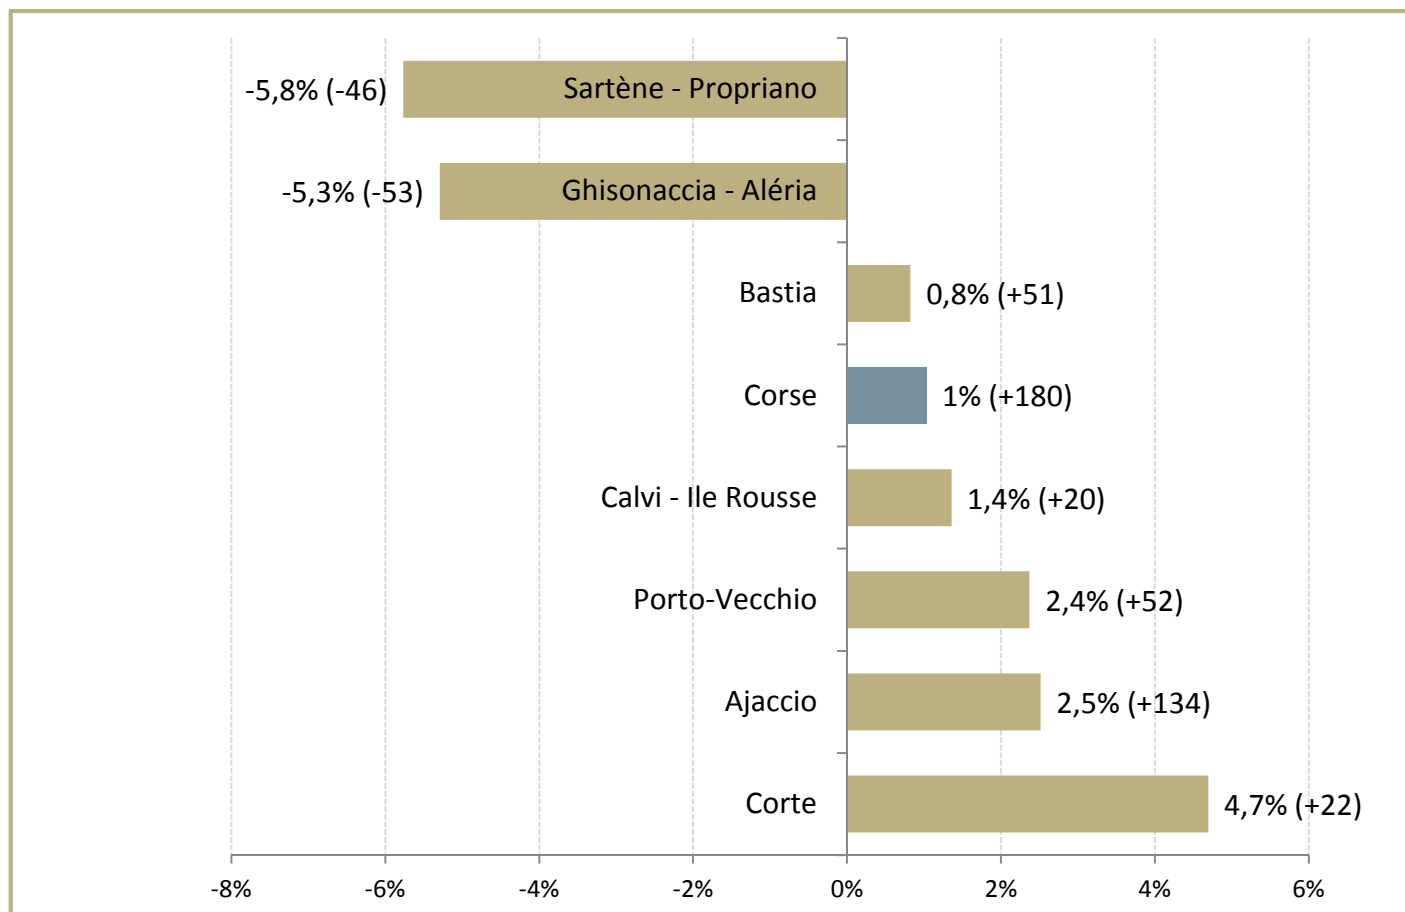 -5,8% (-46) Sartène - Propriano
-5,3% (-53) Ghisonaccia - Aléria
Bastia 0,8% (+51)
Corse 1% (+180)
Calvi - Ile Rousse 1,4% (+20)
Porto-Vecchio 2,4% (+52)
Ajaccio 2,5% (+134)
Corte 4,7% (+22)
-8% -6% -4% -2% 0% 2% 4% 6%